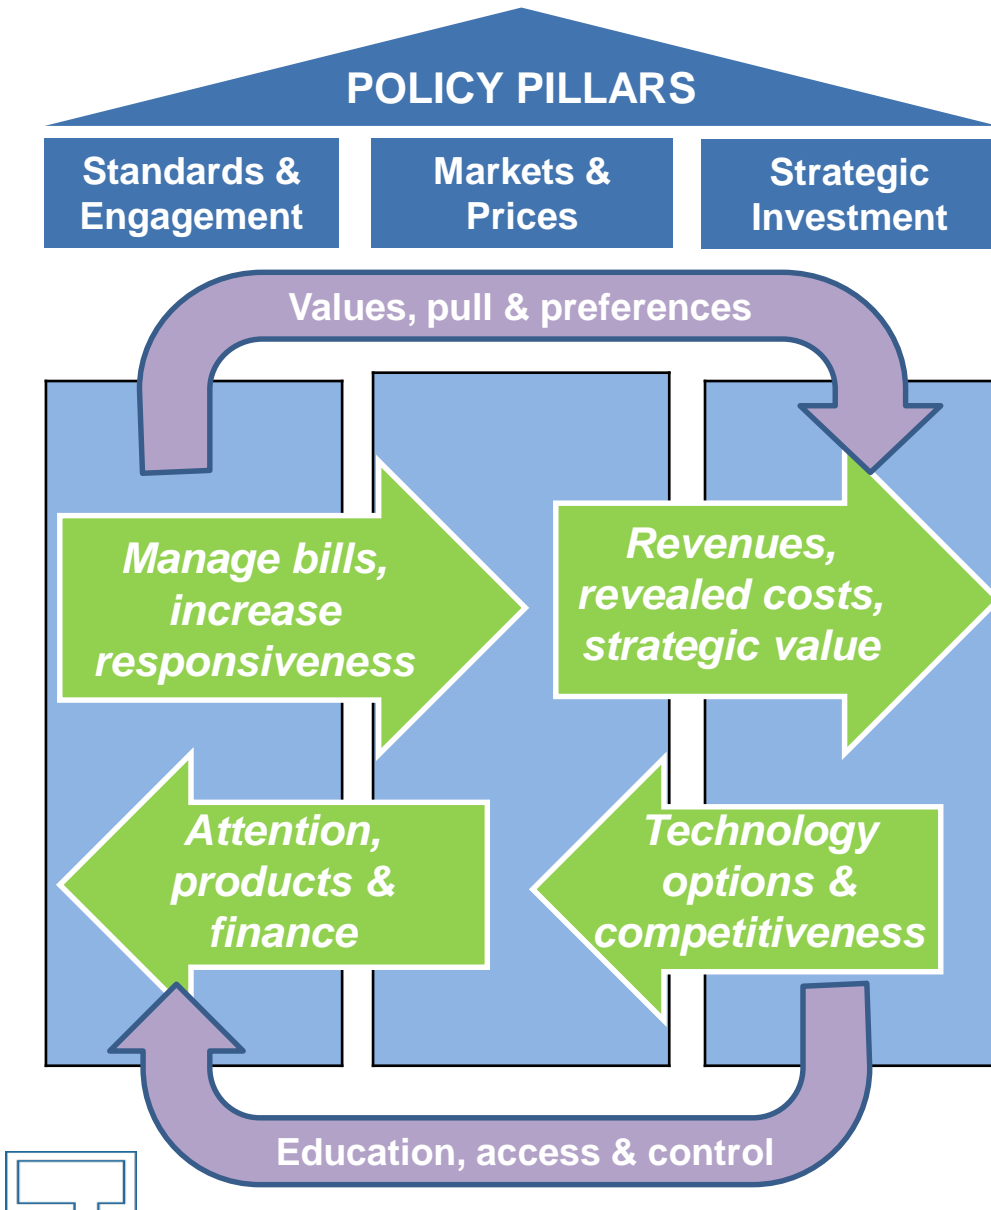 POLICY PILLARS
Standards &
Engagement
Markets &
Prices
Strategic
Investment
Values, pull & preferences
Manage bills,
increase
responsiveness
Revenues,
revealed costs,
strategic value
Attention,
products &
finance
Technology
options &
competitiveness
Education, access & control